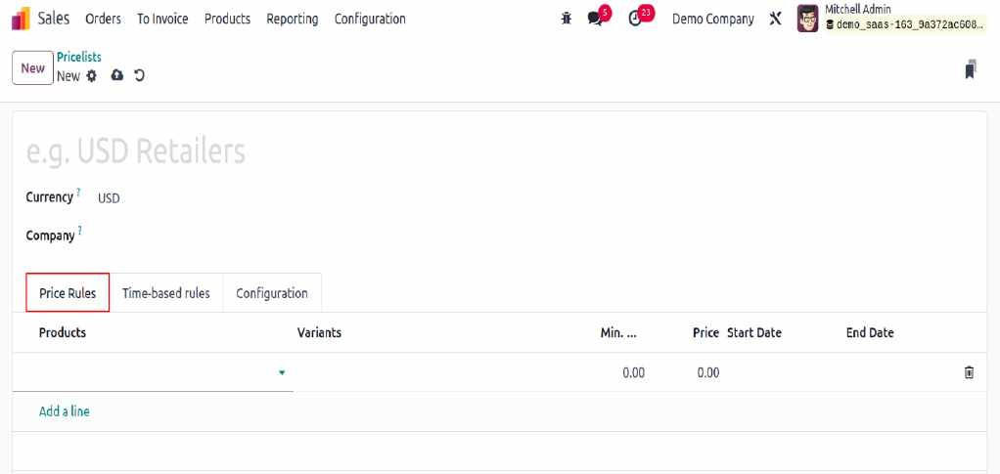 Sales Orders To Invoice Products Reporting Configuration 5 23 Demo Company Mitchell Admin
demo_saas-163_9a372ac608...
New Pricelists
New
e.g. USD Retailers
Currency ? USD
Company ?
Price Rules Time-based rules Configuration
Products Variants Min. ... Price Start Date End Date
0.00 0.00
Add a line